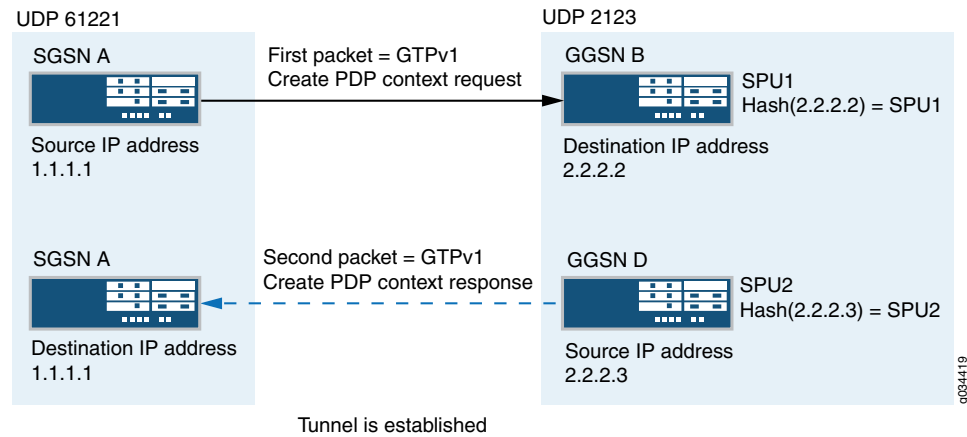 UDP 61221
UDP 2123
SGSN A
First packet = GTPv1
Create PDP context request
GGSN B
SPU1
Hash(2.2.2.2) = SPU1
Source IP address
1.1.1.1
Destination IP address
2.2.2.2
SGSN A
Second packet = GTPv1
Create PDP context response
GGSN D
SPU2
Hash(2.2.2.3) = SPU2
Destination IP address
1.1.1.1
Source IP address
2.2.2.3
g034419
Tunnel is established